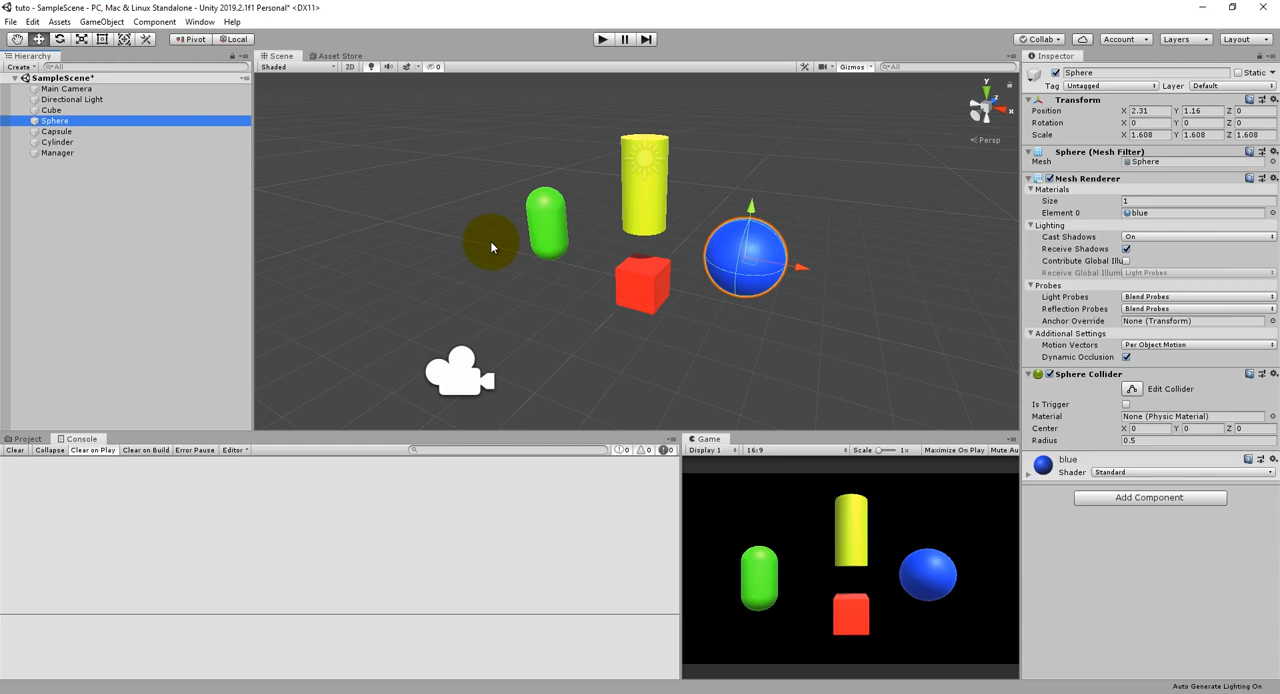 tuto - SampleScene - PC, Mac & Linux Standalone - Unity 2019.2.1f1 Personal* <DX11>
File Edit Assets GameObject Component Window Help
Pivot Local Collab Account Layers Layout
Hierarchy
Create All
SampleScene*
Main Camera
Directional Light
Cube
Sphere
Capsule
Cylinder
Manager
Scene Asset Store
Shaded 2D 0 Gizmos All
y
x
z
Persp
Inspector
Sphere Static
Tag Untagged Layer Default
Transform
Position X 2.31 Y 1.16 Z 0
Rotation X 0 Y 0 Z 0
Scale X 1.608 Y 1.608 Z 1.608
Sphere (Mesh Filter)
Mesh Sphere
Mesh Renderer
Materials
Size 1
Element 0 blue
Lighting
Cast Shadows On
Receive Shadows
Contribute Global Illu
Receive Global Illumi Light Probes
Probes
Light Probes Blend Probes
Reflection Probes Blend Probes
Anchor Override None (Transform)
Additional Settings
Motion Vectors Per Object Motion
Dynamic Occlusion
Sphere Collider
Edit Collider
Is Trigger
Material None (Physic Material)
Center X 0 Y 0 Z 0
Radius 0.5
blue
Shader Standard
Add Component
Project Console
Clear Collapse Clear on Play Clear on Build Error Pause Editor 0 0 0
Game
Display 1 16:9 Scale 1x Maximize On Play Mute Au
Auto Generate Lighting On